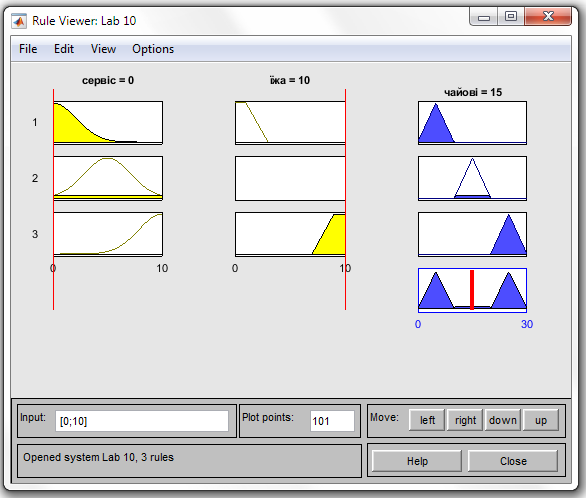 Rule Viewer: Lab 10
File Edit View Options
сервіс = 0 їжа = 10 чайові = 15
1
2
3
0 10 0 10
0 30
Input: [0;10] Plot points: 101 Move: left right down up
Opened system Lab 10, 3 rules Help Close